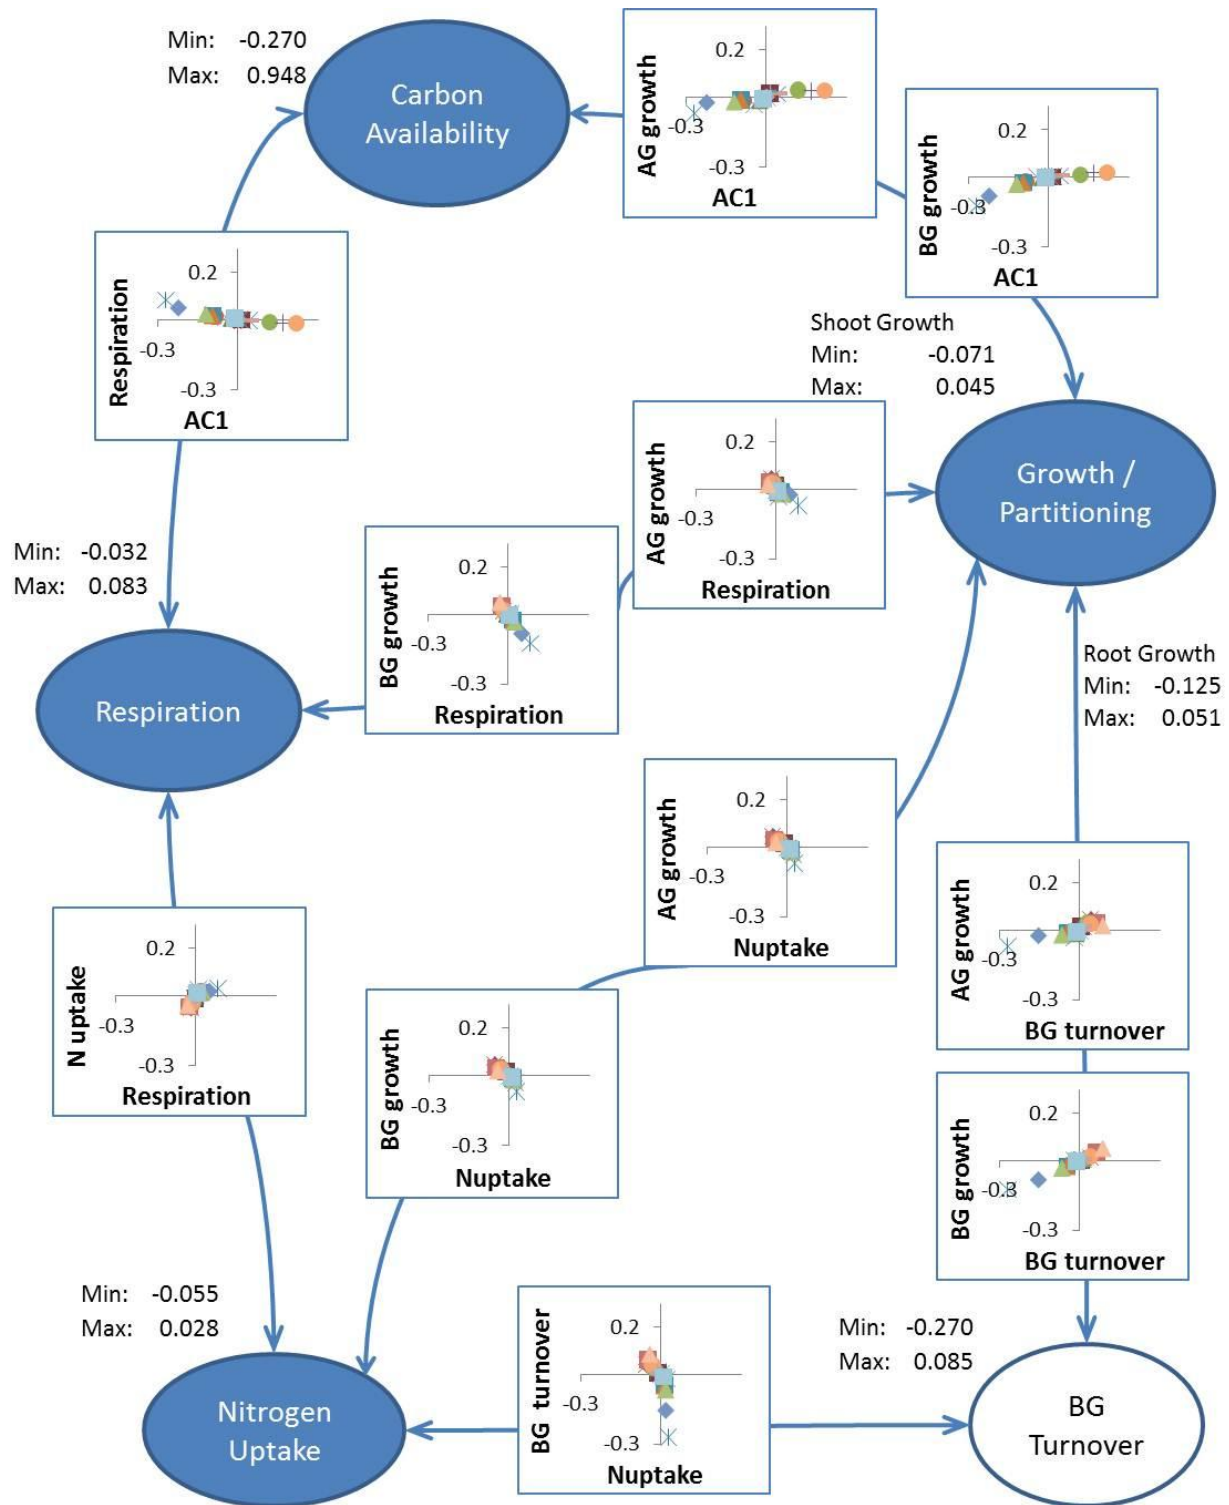 Min: -0.270
Max: 0.948
Carbon
Availability
AG growth
0.2
-0.3
-0.3
AC1
BG growth
0.2
-0.3
-0.3
AC1
Respiration
0.2
-0.3
-0.3
AC1
Shoot Growth
Min: -0.071
Max: 0.045
Growth /
Partitioning
AG growth
0.2
-0.3
-0.3
Respiration
Min: -0.032
Max: 0.083
BG growth
0.2
-0.3
-0.3
Respiration
Respiration
Root Growth
Min: -0.125
Max: 0.051
AG growth
0.2
-0.3
-0.3
Nuptake
AG growth
0.2
-0.3
-0.3
BG turnover
N uptake
0.2
-0.3
-0.3
Respiration
BG growth
0.2
-0.3
-0.3
Nuptake
BG growth
0.2
-0.3
-0.3
BG turnover
Min: -0.055
Max: 0.028
Nitrogen
Uptake
BG turnover
0.2
-0.3
-0.3
Nuptake
Min: -0.270
Max: 0.085
BG
Turnover